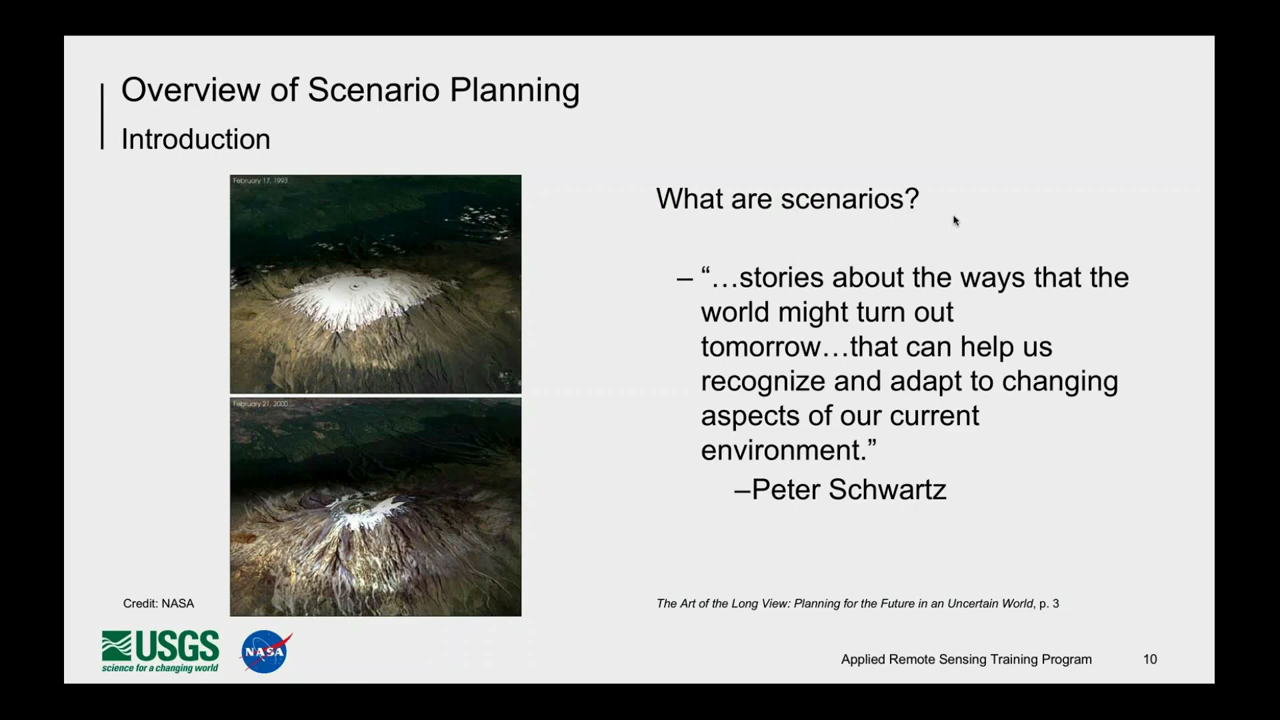 Overview of Scenario Planning
Introduction
February 17, 1993
February 21, 2000
What are scenarios?
– “…stories about the ways that the
world might turn out
tomorrow…that can help us
recognize and adapt to changing
aspects of our current
environment.”
–Peter Schwartz
Credit: NASA
The Art of the Long View: Planning for the Future in an Uncertain World, p. 3
USGS
science for a changing world
NASA
Applied Remote Sensing Training Program
10